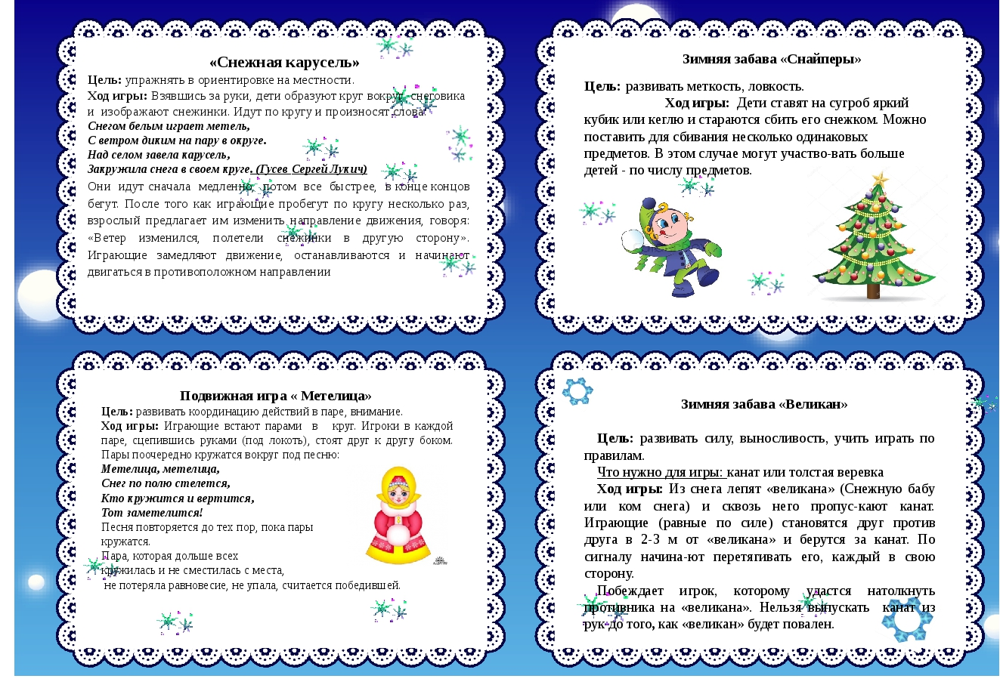 «Снежная карусель»
Цель: упражнять в ориентировке на местности.
Ход игры: Взявшись за руки, дети образуют круг вокруг снеговика
и изображают снежинки. Идут по кругу и произносят слова:
Снегом белым играет метель,
С ветром диким на пару в округе.
Над селом завела карусель,
Закружила снега в своем круге. (Гусев Сергей Лукич)
Они идут сначала медленно, потом все быстрее, в конце концов
бегут. После того как играющие пробегут по кругу несколько раз,
взрослый предлагает им изменить направление движения, говоря:
«Ветер изменился, полетели снежинки в другую сторону».
Играющие замедляют движение, останавливаются и начинают
двигаться в противоположном направлении
Зимняя забава «Снайперы»
Цель: развивать меткость, ловкость.
Ход игры: Дети ставят на сугроб яркий
кубик или кеглю и стараются сбить его снежком. Можно
поставить для сбивания несколько одинаковых
предметов. В этом случае могут участво-вать больше
детей - по числу предметов.
Подвижная игра « Метелица»
Цель: развивать координацию действий в паре, внимание.
Ход игры: Играющие встают парами в круг. Игроки в каждой
паре, сцепившись руками (под локоть), стоят друг к другу боком.
Пары поочередно кружатся вокруг под песню:
Метелица, метелица,
Снег по полю стелется,
Кто кружится и вертится,
Тот заметелится!
Песня повторяется до тех пор, пока пары
кружатся.
Пара, которая дольше всех
кружилась и не сместилась с места,
не потеряла равновесие, не упала, считается победившей.
Зимняя забава «Великан»
Цель: развивать силу, выносливость, учить играть по
правилам.
Что нужно для игры: канат или толстая веревка
Ход игры: Из снега лепят «великана» (Снежную бабу
или ком снега) и сквозь него пропус-кают канат.
Играющие (равные по силе) становятся друг против
друга в 2-3 м от «великана» и берутся за канат. По
сигналу начина-ют перетягивать его, каждый в свою
сторону.
Побеждает игрок, которому удастся натолкнуть
противника на «великана». Нельзя выпускать канат из
рук до того, как «великан» будет повален.